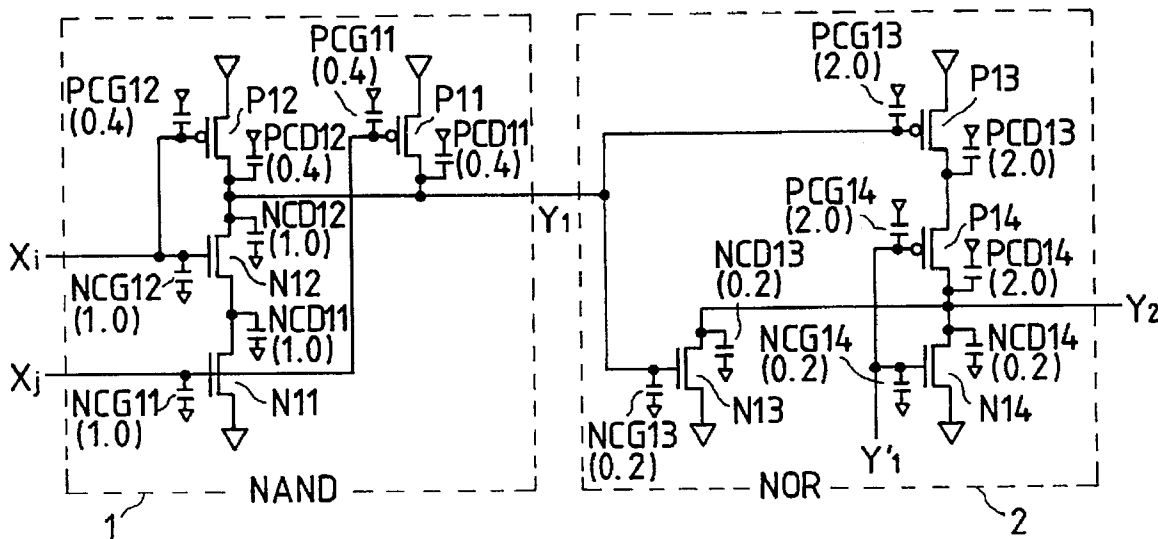 PCG11
(0.4)
PCG13
(2.0)
PCG12
(0.4)
P12
P11
P13
PCD12
(0.4)
PCD11
(0.4)
PCD13
(2.0)
PCG14
(2.0)
P14
NCD12
(1.0)
Y1
Xi
NCD13
(0.2)
PCD14
(2.0)
NCG12
(1.0)
N12
NCD11
(1.0)
Y2
NCG14
(0.2)
NCD14
(0.2)
Xj
NCG11
(1.0)
N11
N13
N14
NCG13
(0.2)
Y'1
NAND
NOR
1
2